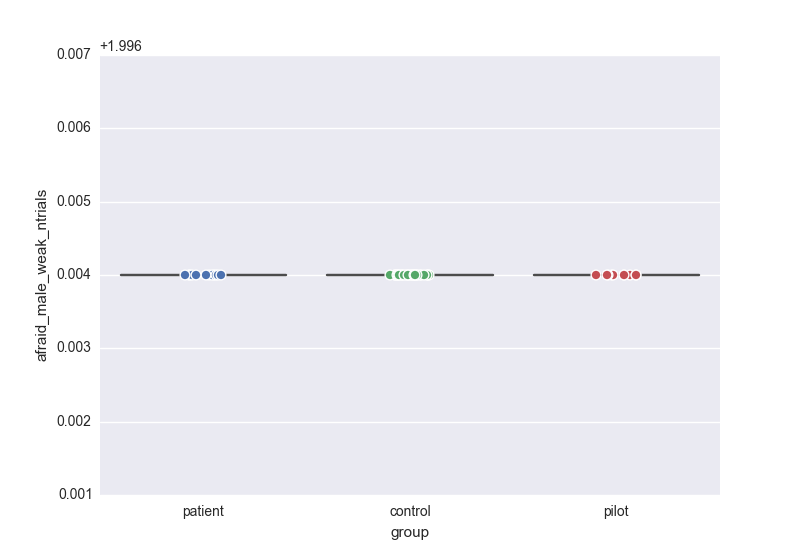 +1.996
0.007
0.006
0.005
0.004
0.003
0.002
0.001
afraid_male_weak_ntrials
patient
control
pilot
group